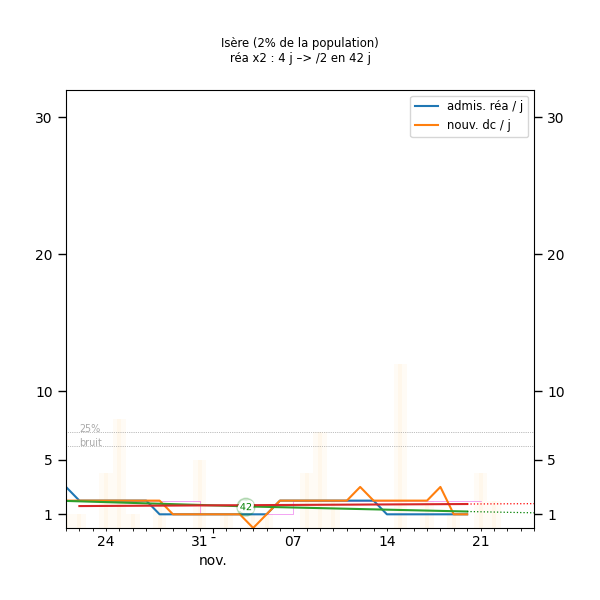 Isère (2% de la population)
réa x2 : 4 j –> /2 en 42 j
admis. réa / j
nouv. dc / j
30
30
20
20
10
10
25%
bruit
5
5
42
1
1
24
31
07
14
21
nov.